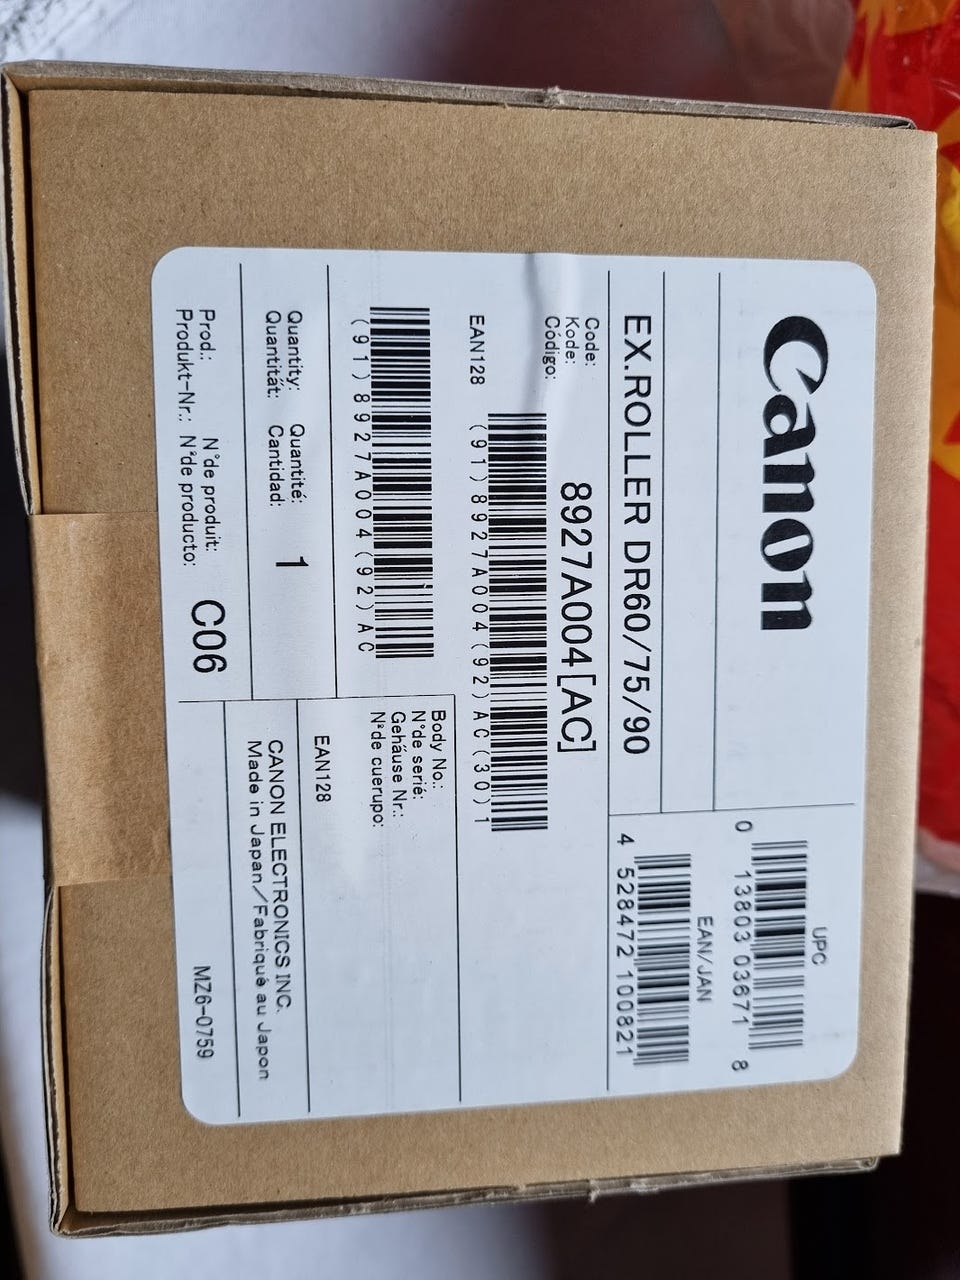 Canon
UPC
0 13803 03671 8
EAN/JAN
4 528472 100821
EX.ROLLER DR60/75/90
Code:
Kode:
Código:
8927A004[AC]
EAN128
(91)8927A004(92)AC(30)1
(91)8927A004(92)AC
Body No.:
N°de serié:
Gehäuse Nr.:
Nºde cuerupo:
EAN128
Quantity: Quantité:
Quantität: Cantidad:
1
CANON ELECTRONICS INC.
Made in Japan/Fabriqué au Japon
Prod.: N°de produit:
Produkt-Nr.: Nºde producto:
C06
MZ6-0759